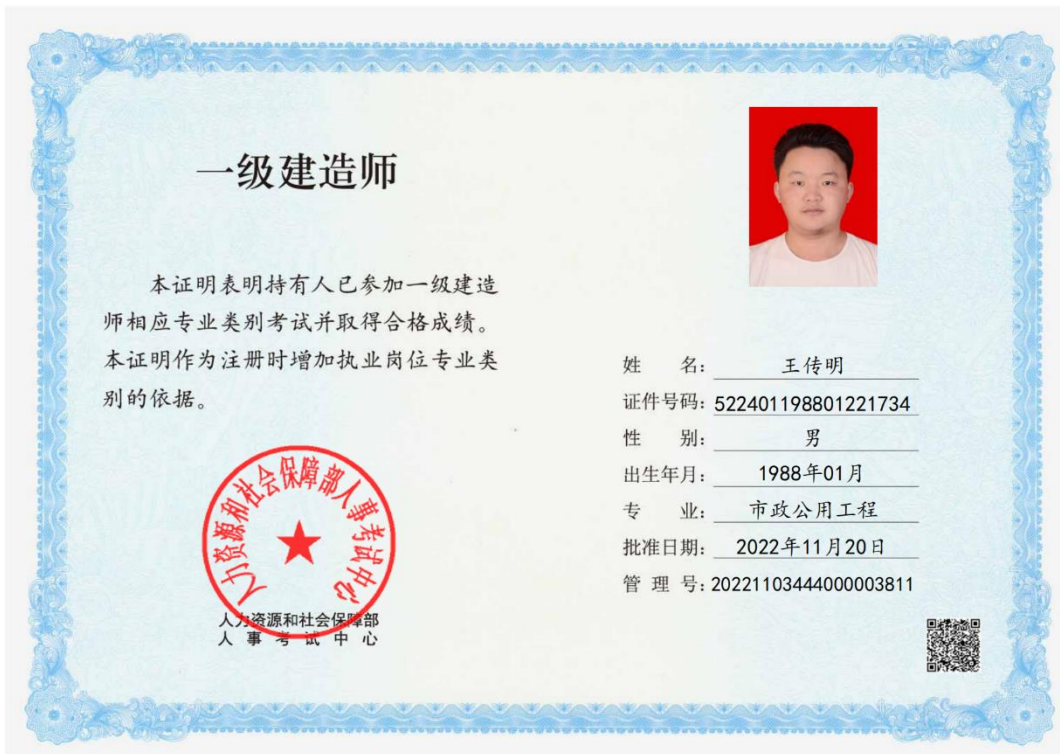 一级建造师
本证明表明持有人已参加一级建造
师相应专业类别考试并取得合格成绩。
本证明作为注册时增加执业岗位专业类
别的依据。
人力资源和社会保障部人事考试中心
人力资源和社会保障部
人事考试中心
姓 名： 王传明
证件号码： 522401198801221734
性 别： 男
出生年月： 1988年01月
专 业： 市政公用工程
批准日期： 2022年11月20日
管 理 号： 20221103444000003811